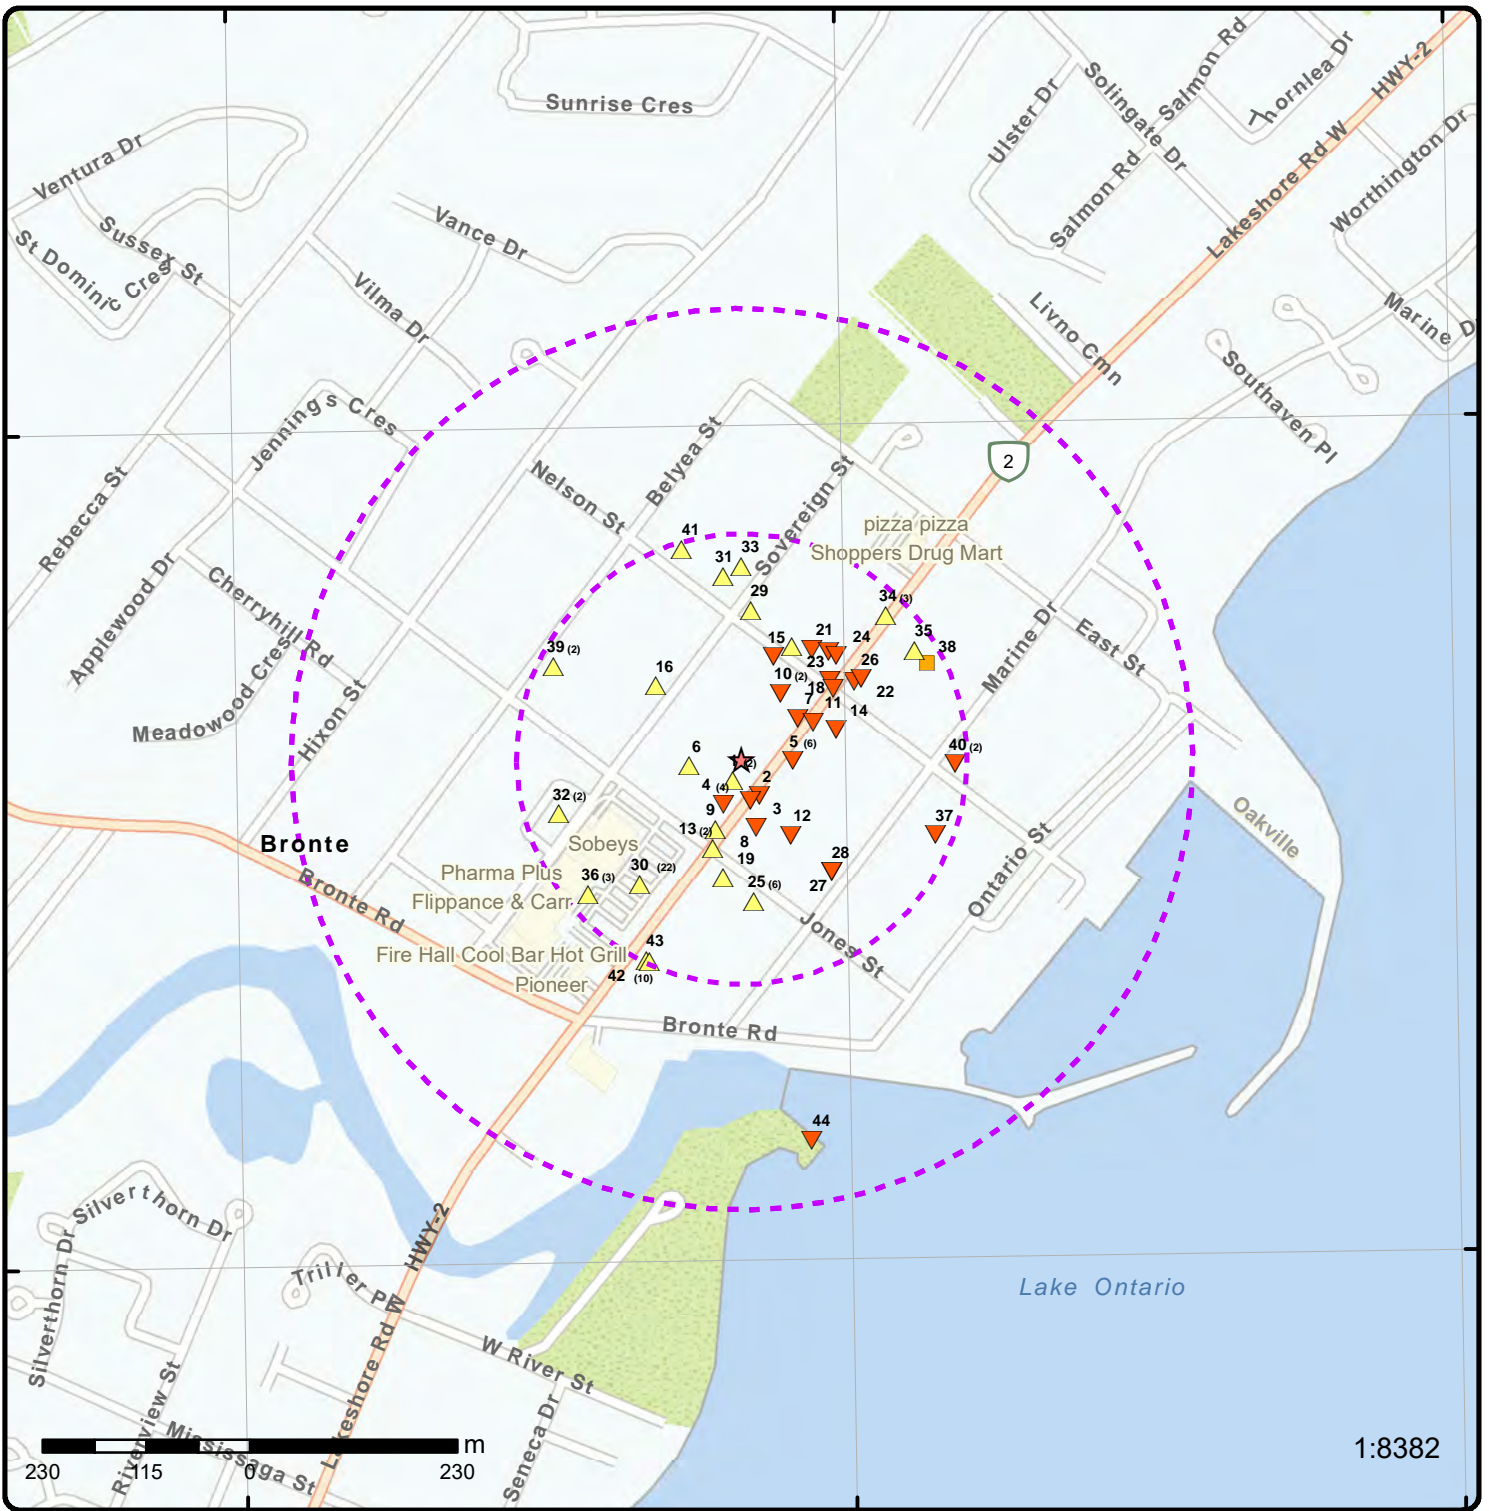 Sunrise Cres
Ventura Dr
Sussex St
St Dominic Cres
Vance Dr
Vilma Dr
Ulster Dr
Solingate Dr
Salmon Rd
Salmon Rd
Thornlea Dr
HWY-2
Lakeshore Rd W
Worthington Dr
Marine D
Livno Cmn
Southaven Pl
Jennings Cres
Rebecca St
Belyea St
Nelson St
Sovereign St
2
pizza pizza
Shoppers Drug Mart
Applewood Dr
Cherryhill Rd
Meadowood Cres
Hixon St
Marine Dr
East St
41
31
33
29
34 (3)
35
38
15
21
24
39 (2)
16
23
26
10 (2)
18
22
7
11
14
5 (6)
40 (2)
6
(2)
4 (4)
2
32 (2)
9
3
12
37
13 (2)
8
Bronte
Sobeys
19
28
Pharma Plus
30 (22)
36 (3)
25 (6)
27
Flippance & Carr
Bronte Rd
Jones St
Ontario St
Oakville
Fire Hall Cool Bar Hot Grill
43
42 (10)
Pioneer
Bronte Rd
44
Silverthorn Dr
Silverthorn Dr
HWY-2
Triller Pl
Lakeshore Rd W
Lake Ontario
W River St
Riverview St
Mississaga St
Seneca Dr
m
230 115 0 230
1:8382